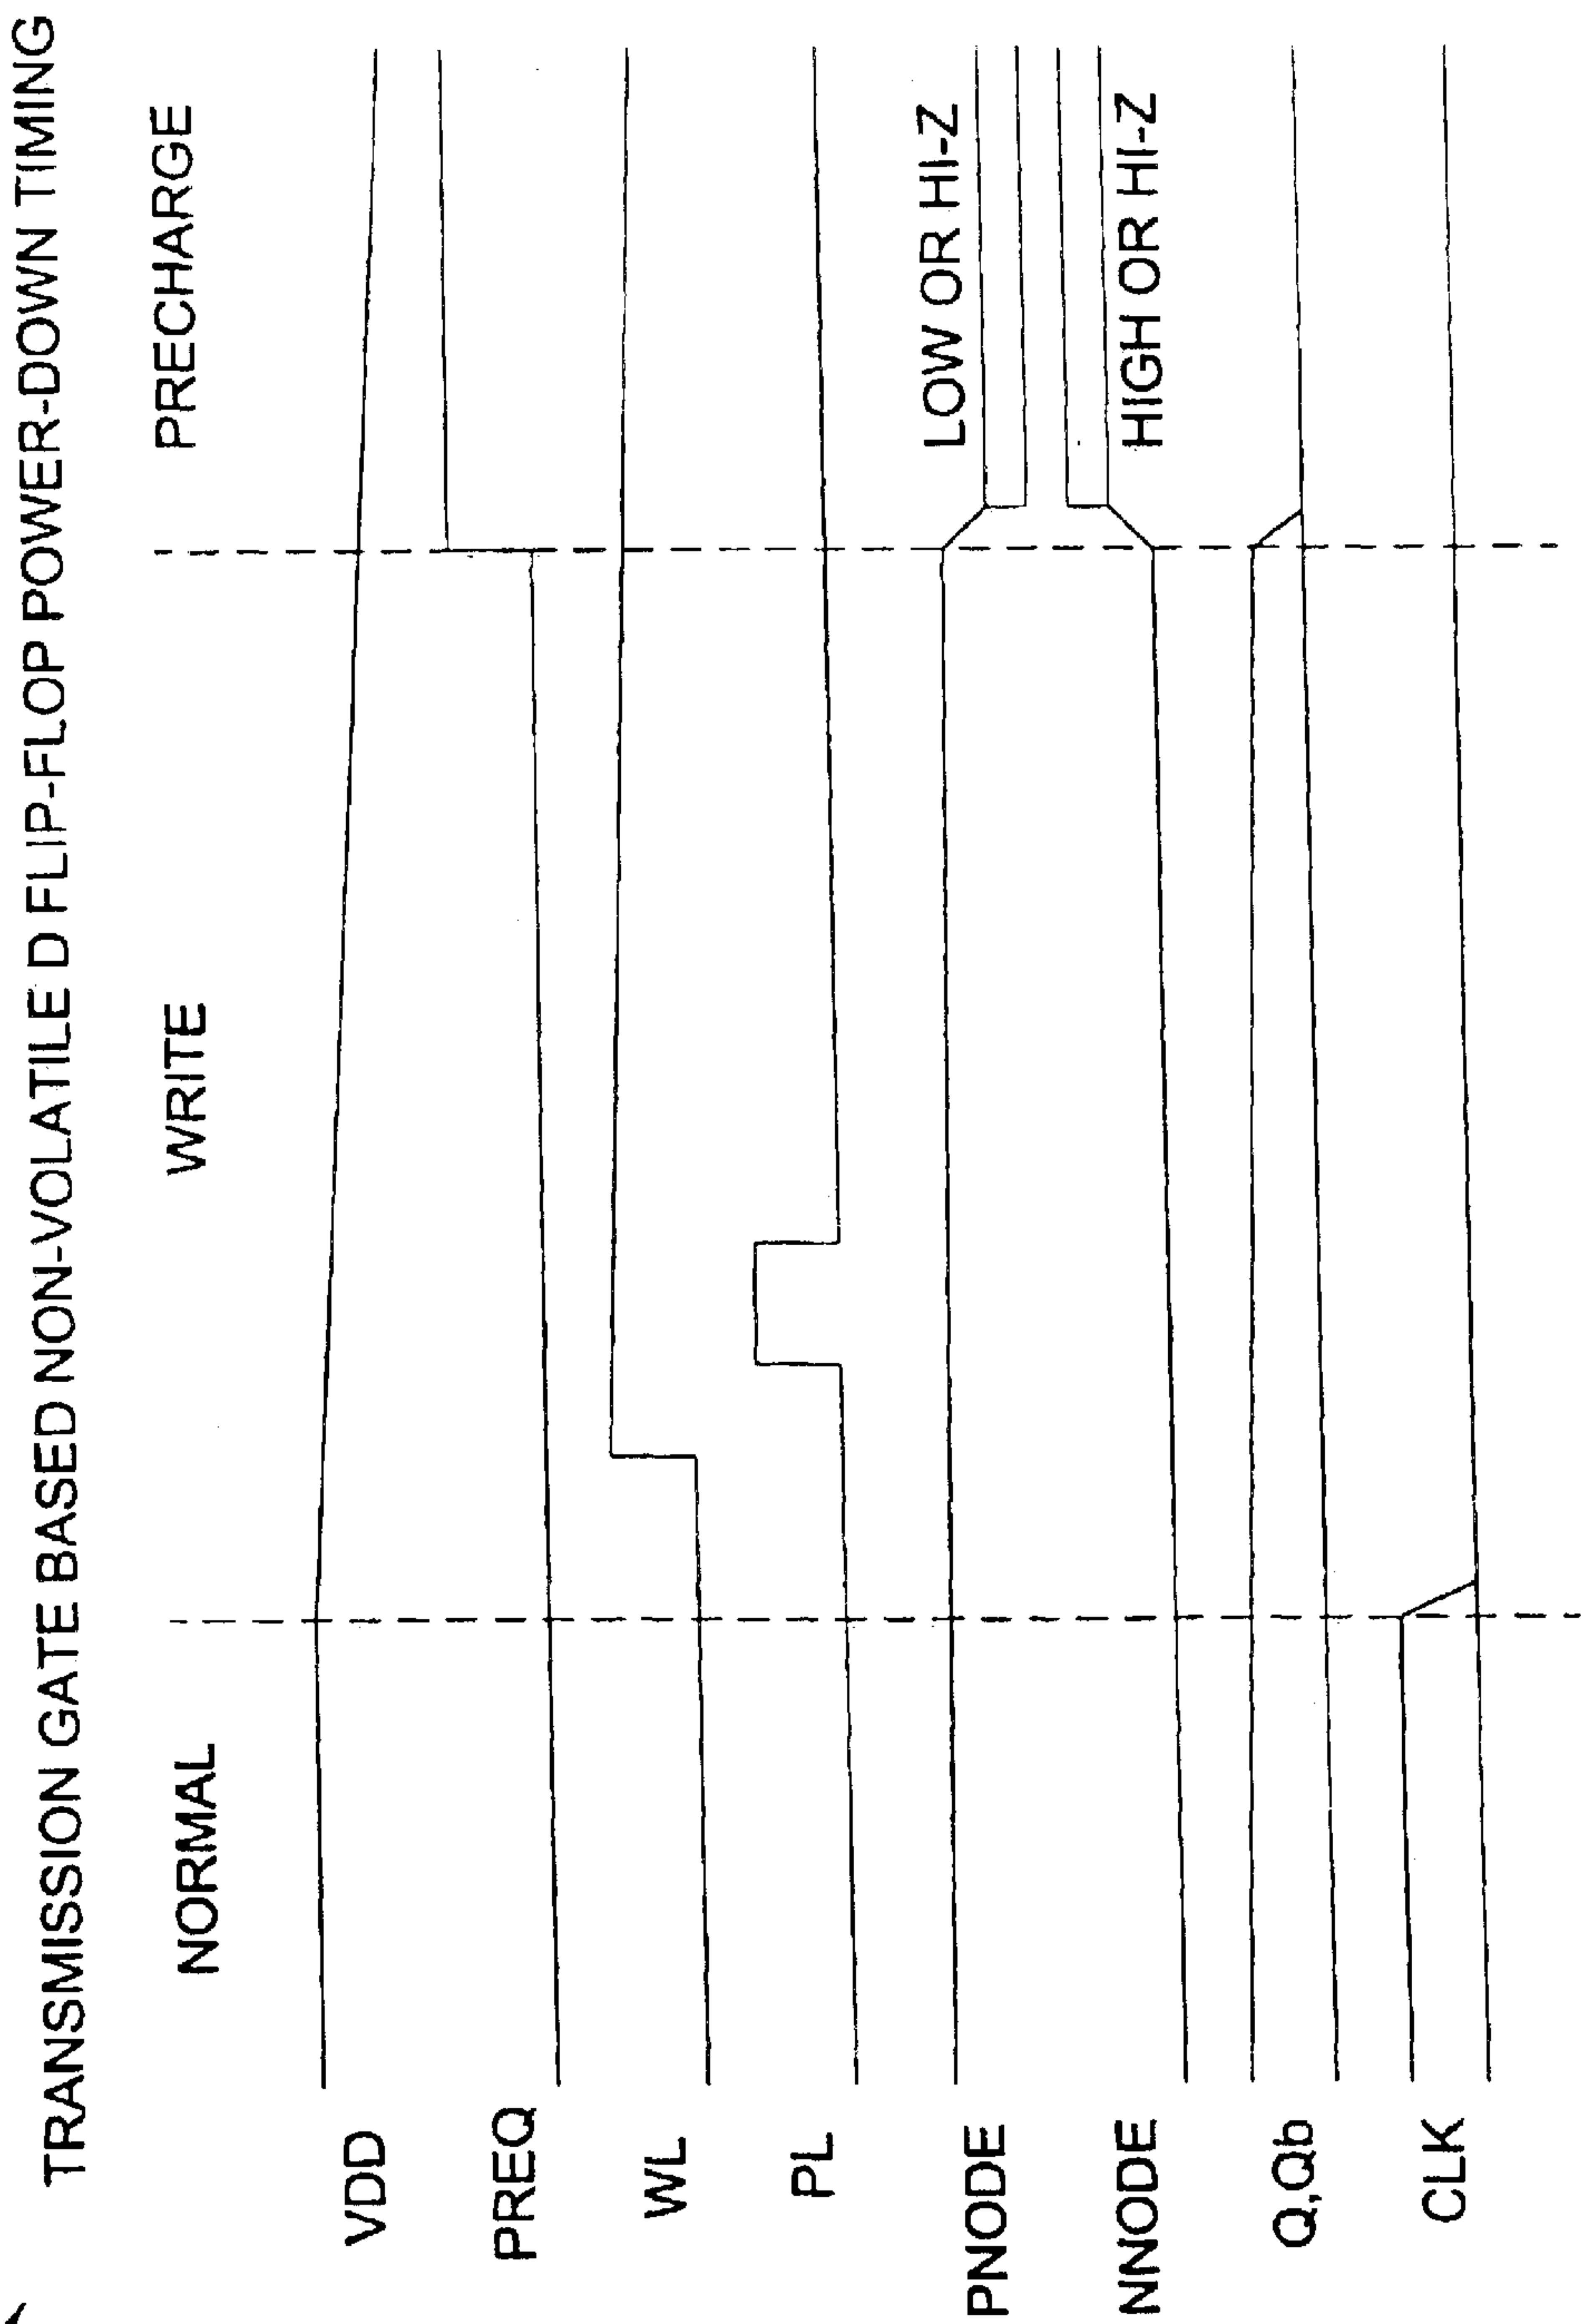 TRANSMISSION GATE BASED NON-VOLATILE D FLIP-FLOP POWER-DOWN TIMING
NORMAL
WRITE
PRECHARGE
VDD
PREQ
WL
PL
PNODE
LOW OR HI-Z
NNODE
HIGH OR HI-Z
Q,Qb
CLK